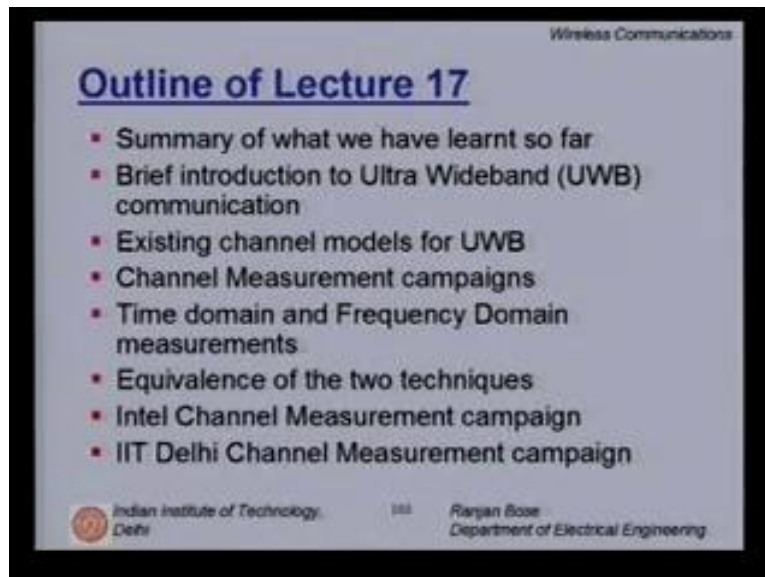 Wireless Communications
Outline of Lecture 17
Summary of what we have learnt so far
Brief introduction to Ultra Wideband (UWB)
communication
Existing channel models for UWB
Channel Measurement campaigns
Time domain and Frequency Domain
measurements
Equivalence of the two techniques
Intel Channel Measurement campaign
IIT Delhi Channel Measurement campaign
Indian Institute of Technology, Ranjan Bose
Delhi Department of Electrical Engineering